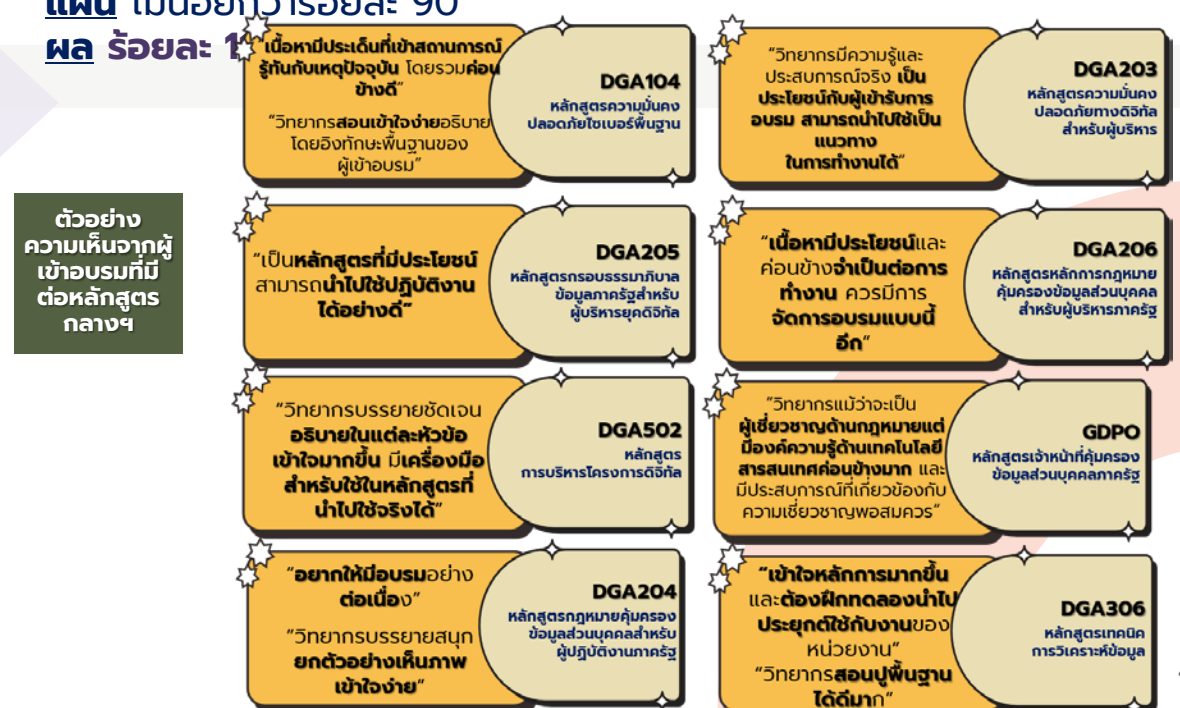 แผน ไม่น้อยกว่าร้อยละ 90
ผล ร้อยละ
"เนื้อหามีประเด็นที่เข้าสถานการณ์
รู้ทันกับเหตุปัจจุบัน โดยรวมค่อน
ข้างดี"
"วิทยากรสอนเข้าใจง่ายอธิบาย
โดยอิงทักษะพื้นฐานของ
ผู้เข้าอบรม"
DGA104
หลักสูตรความมั่นคง
ปลอดภัยไซเบอร์พื้นฐาน
"วิทยากรมีความรู้และ
ประสบการณ์จริง เป็น
ประโยชน์กับผู้เข้ารับการ
อบรม สามารถนำไปใช้เป็น
แนวทาง
ในการทำงานได้"
DGA203
หลักสูตรความมั่นคง
ปลอดภัยทางดิจิทัล
สำหรับผู้บริหาร
ตัวอย่าง
ความเห็นจากผู้
เข้าอบรมที่มี
ต่อหลักสูตร
กลางฯ
"เป็นหลักสูตรที่มีประโยชน์
สามารถนำไปใช้ปฏิบัติงาน
ได้อย่างดี"
DGA205
หลักสูตรกรอบธรรมาภิบาล
ข้อมูลภาครัฐสำหรับ
ผู้บริหารยุคดิจิทัล
"เนื้อหามีประโยชน์และ
ค่อนข้างจำเป็นต่อการ
ทำงาน ควรมีการ
จัดการอบรมแบบนี้
อีก"
DGA206
หลักสูตรหลักการกฎหมาย
คุ้มครองข้อมูลส่วนบุคคล
สำหรับผู้บริหารภาครัฐ
"วิทยากรบรรยายชัดเจน
อธิบายในแต่ละหัวข้อ
เข้าใจมากขึ้น มีเครื่องมือ
สำหรับใช้ในหลักสูตรที่
นำไปใช้จริงได้"
DGA502
หลักสูตร
การบริหารโครงการดิจิทัล
"วิทยากรแม้ว่าจะเป็น
ผู้เชี่ยวชาญด้านกฎหมายแต่
มีองค์ความรู้ด้านเทคโนโลยี
สารสนเทศค่อนข้างมาก และ
มีประสบการณ์ที่เกี่ยวข้องกับ
ความเชี่ยวชาญพอสมควร"
GDPO
หลักสูตรเจ้าหน้าที่คุ้มครอง
ข้อมูลส่วนบุคคลภาครัฐ
"อยากให้มีอบรมอย่าง
ต่อเนื่อง"
"วิทยากรบรรยายสนุก
ยกตัวอย่างเห็นภาพ
เข้าใจง่าย"
DGA204
หลักสูตรกฎหมายคุ้มครอง
ข้อมูลส่วนบุคคลสำหรับ
ผู้ปฏิบัติงานภาครัฐ
"เข้าใจหลักการมากขึ้น
และต้องฝึกทดลองนำไป
ประยุกต์ใช้กับงานของ
หน่วยงาน"
"วิทยากรสอนปูพื้นฐาน
ได้ดีมาก"
DGA306
หลักสูตรเทคนิค
การวิเคราะห์ข้อมูล